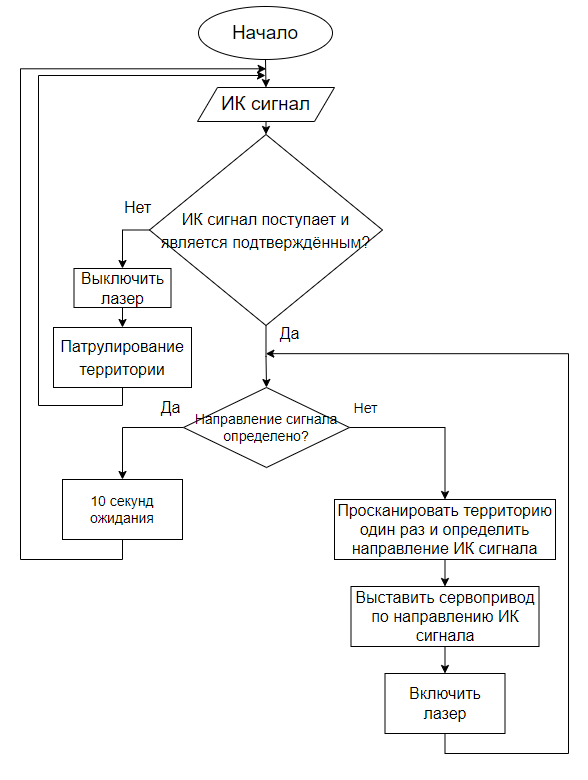 Начало
ИК сигнал
Нет
ИК сигнал поступает и
является подтверждённым?
Выключить
лазер
Да
Патрулирование
территории
Да
Направление сигнала
определено?
Нет
10 секунд
ожидания
Просканировать территорию
один раз и определить
направление ИК сигнала
Выставить сервопривод
по направлению ИК
сигнала
Включить
лазер